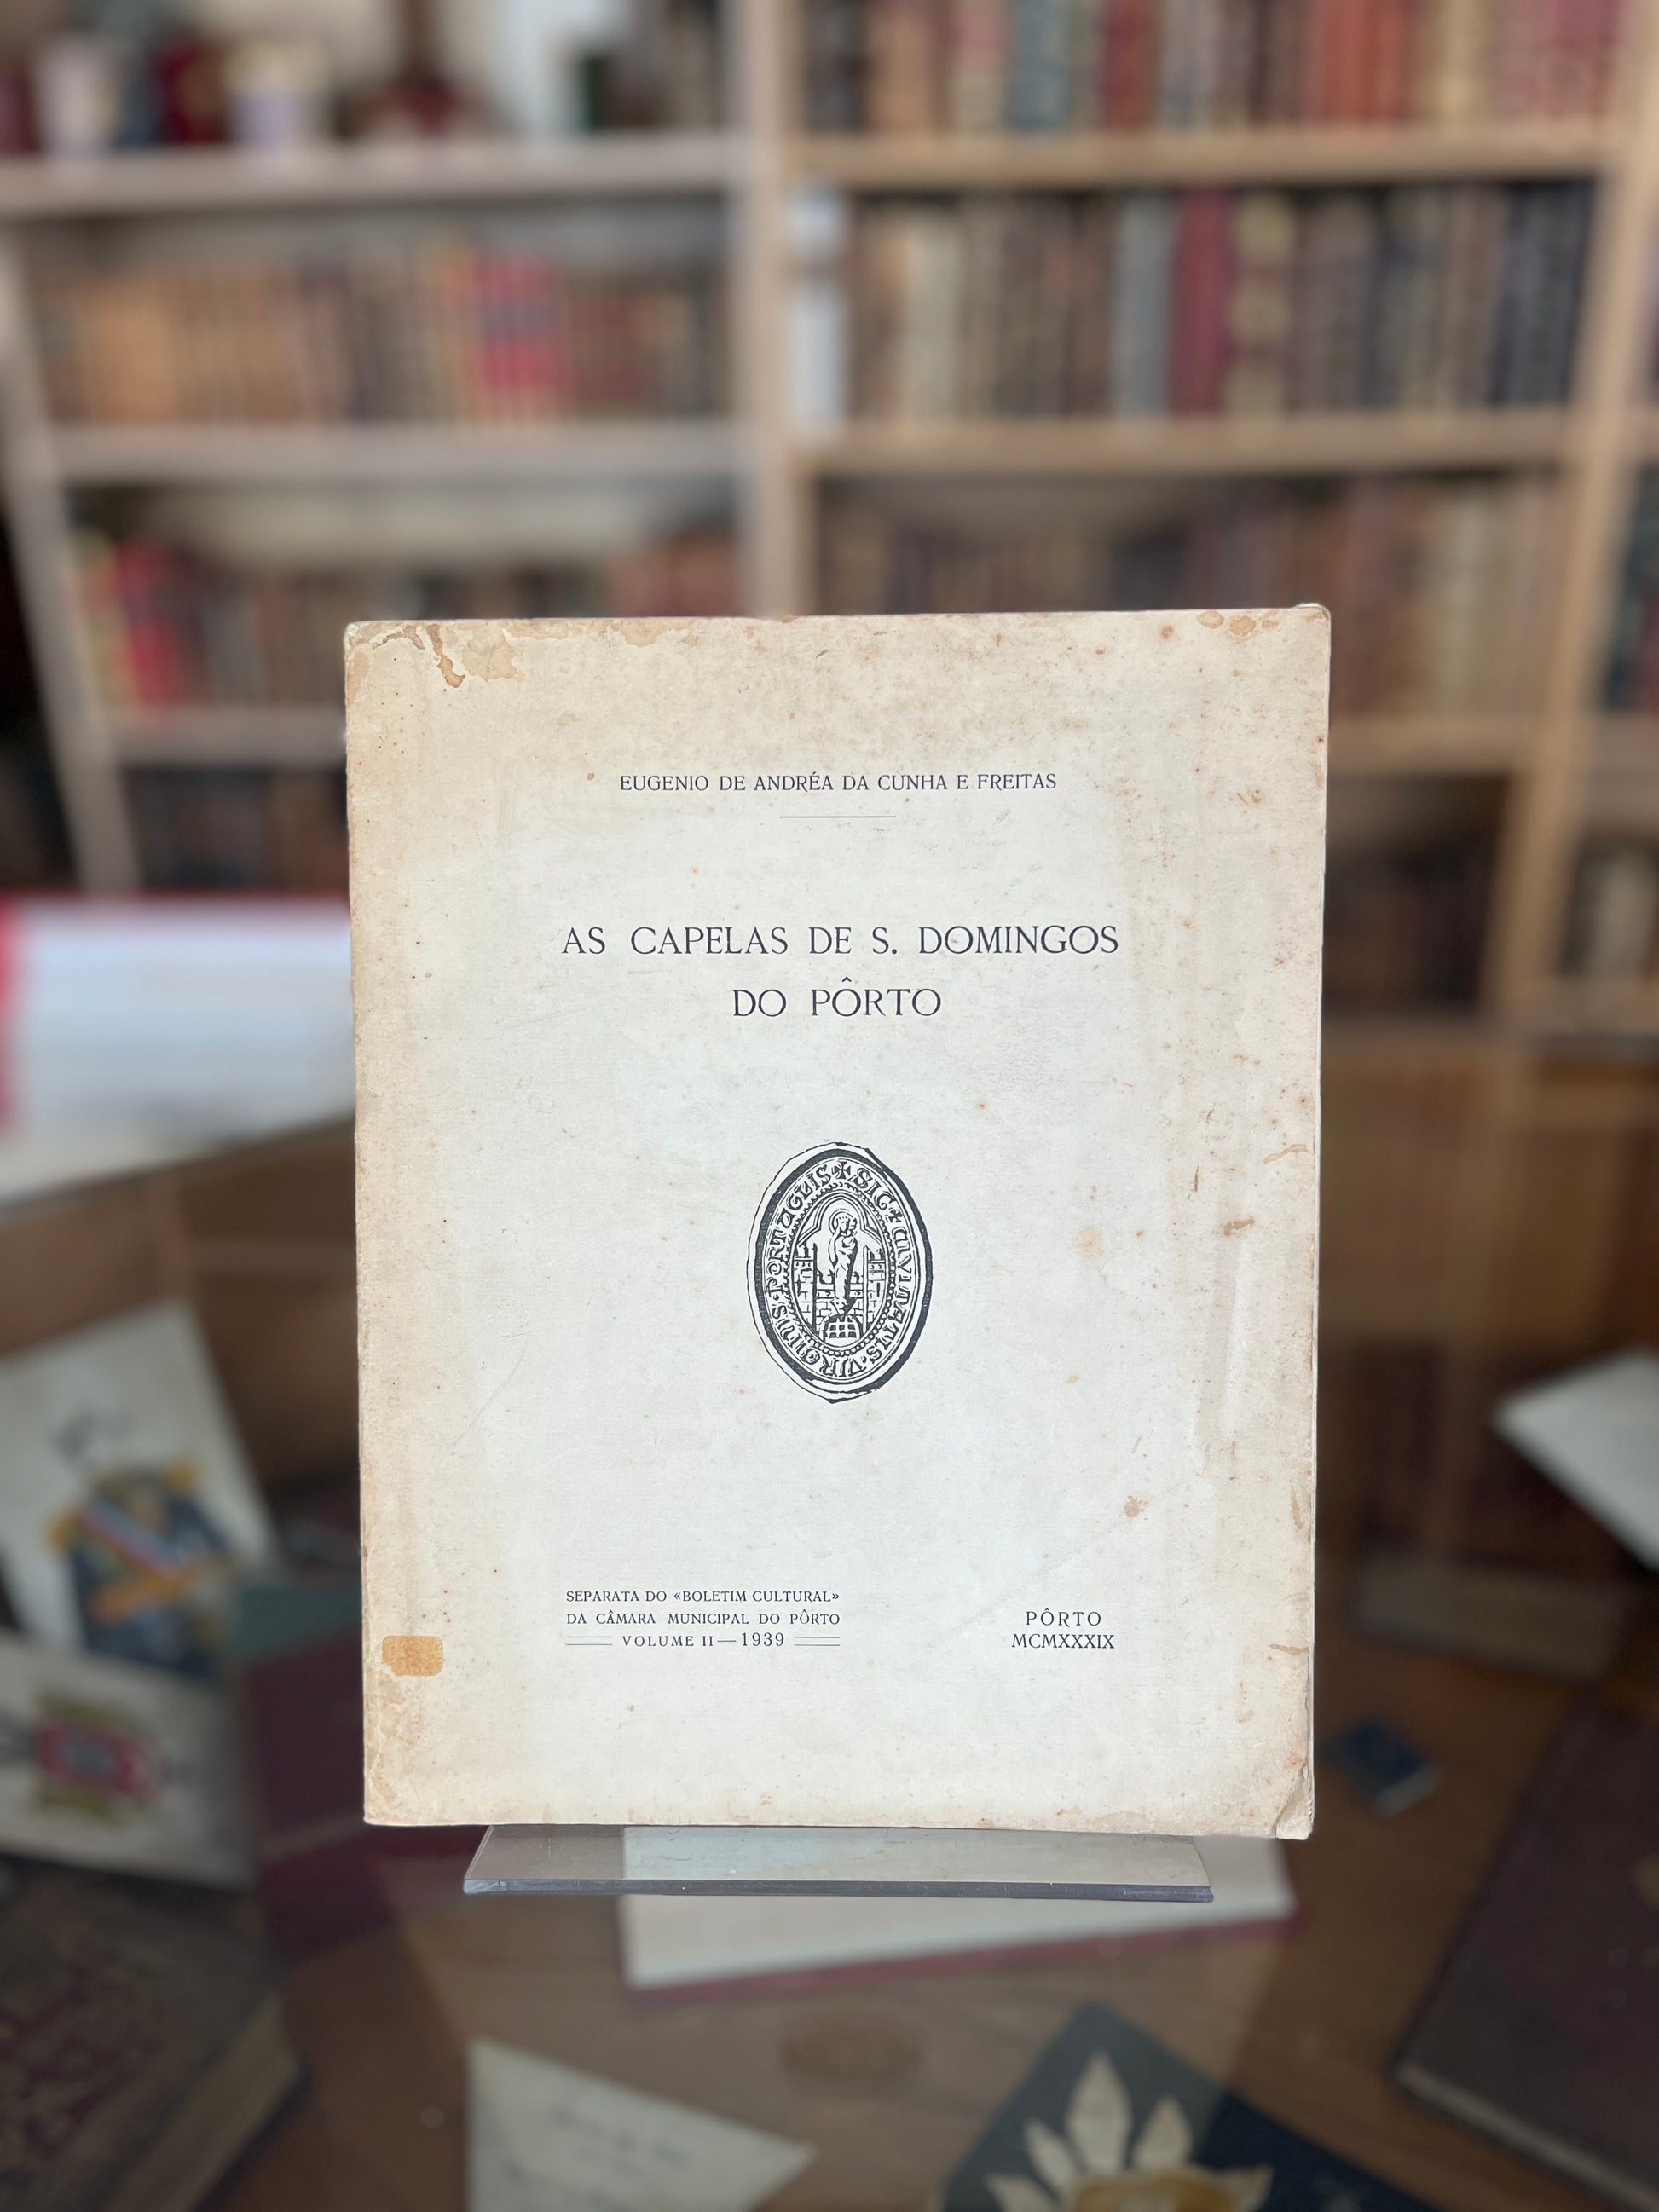 EUGENIO DE ANDRÉA DA CUNHA E FREITAS
AS CAPELAS DE S. DOMINGOS
DO PÔRTO
SEPARATA DO «BOLETIM CULTURAL»
DA CÂMARA MUNICIPAL DO PÔRTO
VOLUME II — 1939
PÔRTO
MCMXXXIX